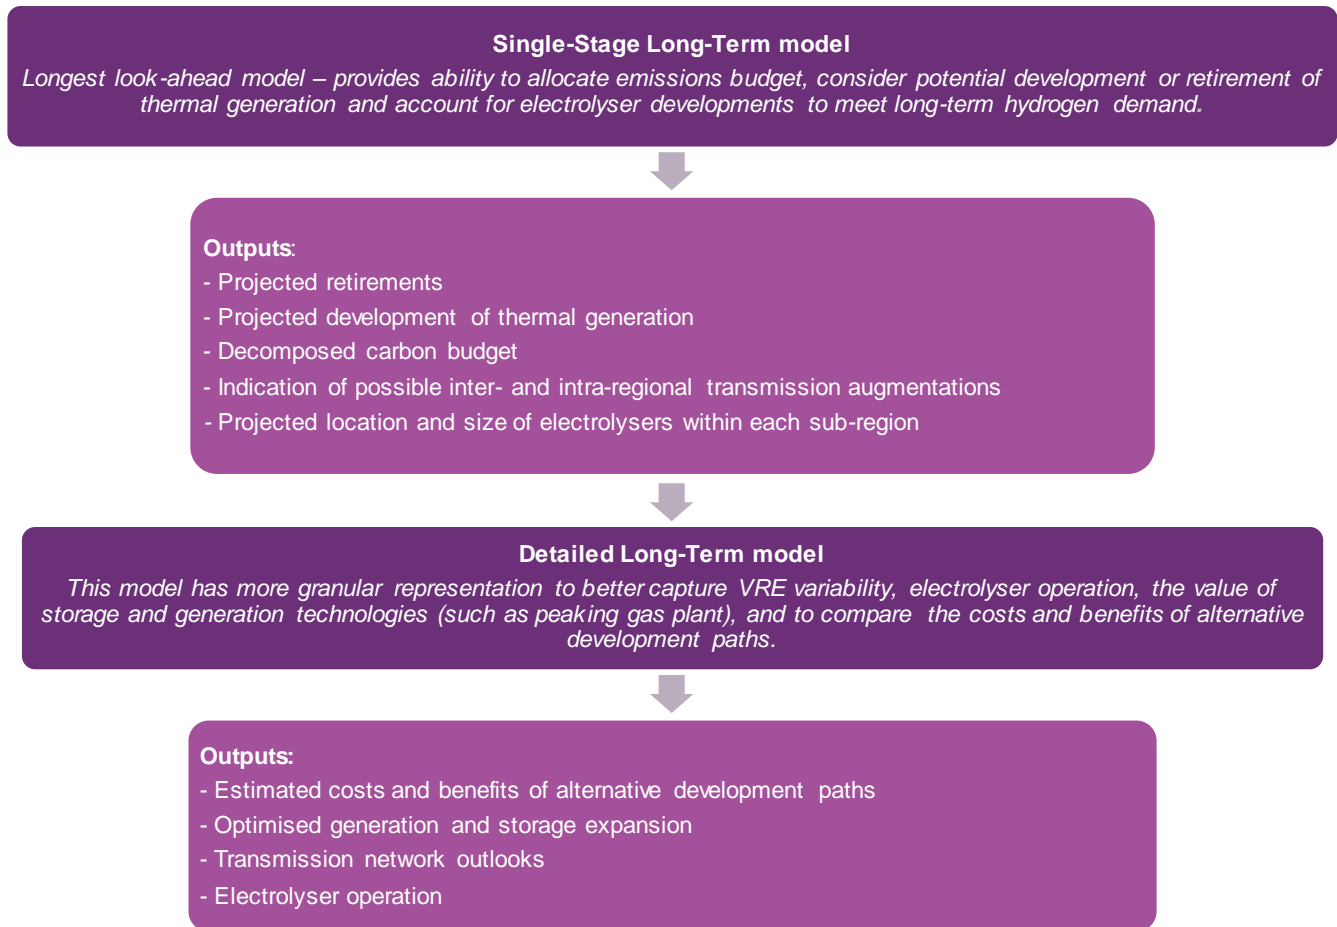 Single-Stage Long-Term model
Longest look-ahead model – provides ability to allocate emissions budget, consider potential development or retirement of
thermal generation and account for electrolyser developments to meet long-term hydrogen demand.
Outputs:
- Projected retirements
- Projected development of thermal generation
- Decomposed carbon budget
- Indication of possible inter- and intra-regional transmission augmentations
- Projected location and size of electrolysers within each sub-region
Detailed Long-Term model
This model has more granular representation to better capture VRE variability, electrolyser operation, the value of
storage and generation technologies (such as peaking gas plant), and to compare the costs and benefits of alternative
development paths.
Outputs:
- Estimated costs and benefits of alternative development paths
- Optimised generation and storage expansion
- Transmission network outlooks
- Electrolyser operation